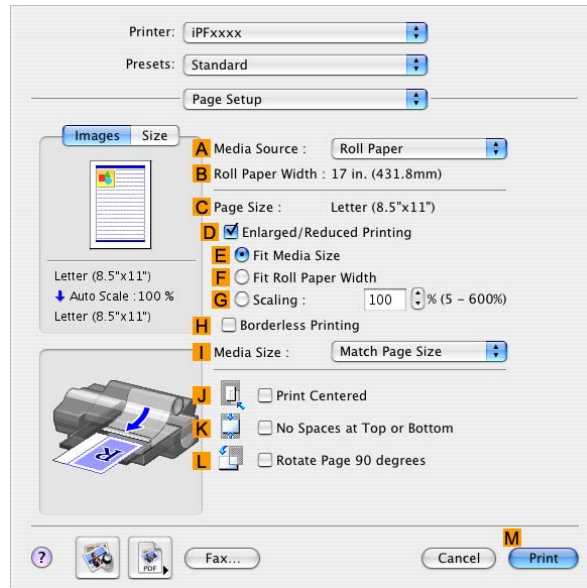 Printer: iPFxxxx
Presets: Standard
Page Setup
Images Size
A Media Source : Roll Paper
B Roll Paper Width : 17 in. (431.8mm)
C Page Size : Letter (8.5"x11")
D Enlarged/Reduced Printing
E Fit Media Size
F Fit Roll Paper Width
G Scaling : 100 % (5 - 600%)
H Borderless Printing
I Media Size : Match Page Size
Letter (8.5"x11")
Auto Scale :100 %
Letter (8.5"x11")
J Print Centered
K No Spaces at Top or Bottom
L Rotate Page 90 degrees
R
M
? PDF Fax... Cancel Print